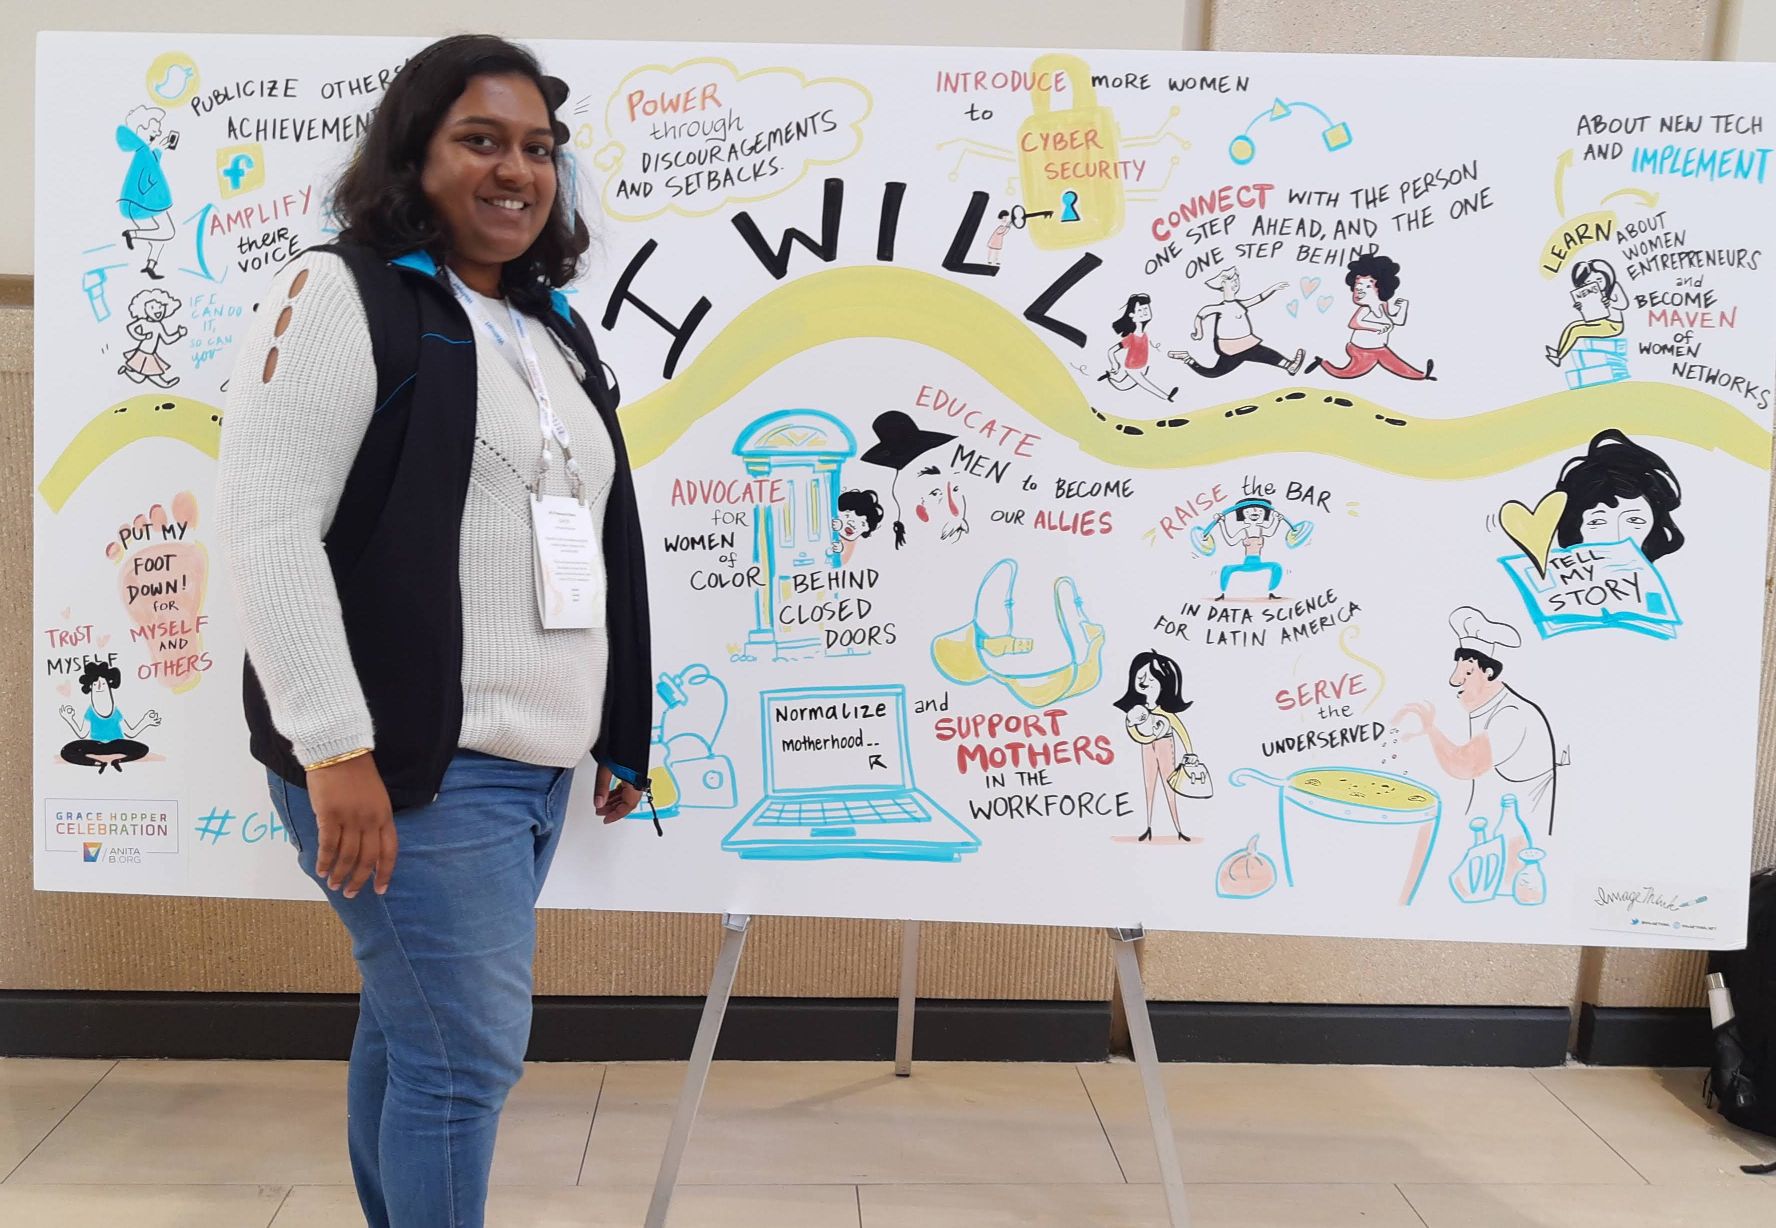 PUBLICIZE OTHERS'
ACHIEVEMEN
AMPLIFY
their
VOICE
IF I
CAN DO
IT,
SO CAN
you
POWER
through
DISCOURAGEMENTS
AND SETBACKS.
INTRODUCE MORE WOMEN
to
CYBER
SECURITY
I WILL
CONNECT WITH THE PERSON
ONE STEP AHEAD, AND THE ONE
ONE STEP BEHIND
ABOUT NEW TECH
AND IMPLEMENT
LEARN ABOUT
WOMEN
ENTREPRENEURS
and
BECOME
MAVEN
of
WOMEN
NETWORKS
NEWS
PUT MY
FOOT
DOWN!
FOR
MYSELF
AND
OTHERS
TRUST
MYSELF
ADVOCATE
FOR
WOMEN
of
COLOR
BEHIND
CLOSED
DOORS
EDUCATE
MEN to BECOME
OUR ALLIES
RAISE the BAR
IN DATA SCIENCE
FOR LATIN AMERICA
TELL
MY
STORY
Normalize
motherhood..
and
SUPPORT
MOTHERS
IN THE
WORKFORCE
SERVE
the
UNDERSERVED
GRACE HOPPER
CELEBRATION
ANITA
B.ORG
#GH
ImageThink